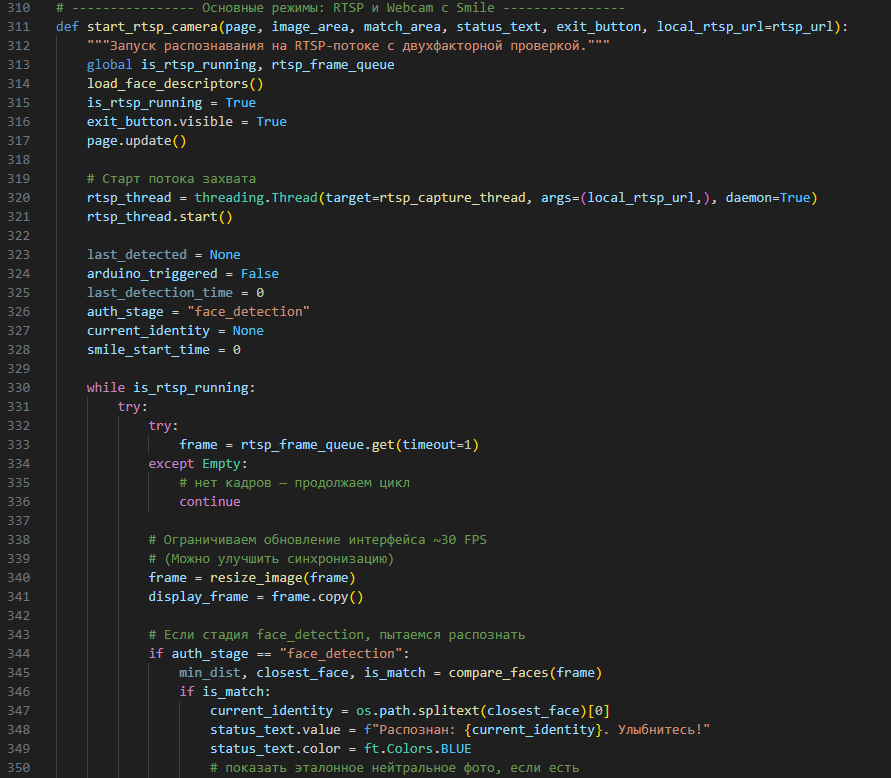 310 # ---------------- Основные режимы: RTSP и Webcam с Smile ----------------
311 def start_rtsp_camera(page, image_area, match_area, status_text, exit_button, local_rtsp_url=rtsp_url):
312     """Запуск распознавания на RTSP-потоке с двухфакторной проверкой."""
313     global is_rtsp_running, rtsp_frame_queue
314     load_face_descriptors()
315     is_rtsp_running = True
316     exit_button.visible = True
317     page.update()
318
319     # Старт потока захвата
320     rtsp_thread = threading.Thread(target=rtsp_capture_thread, args=(local_rtsp_url,), daemon=True)
321     rtsp_thread.start()
322
323     last_detected = None
324     arduino_triggered = False
325     last_detection_time = 0
326     auth_stage = "face_detection"
327     current_identity = None
328     smile_start_time = 0
329
330     while is_rtsp_running:
331         try:
332             try:
333                 frame = rtsp_frame_queue.get(timeout=1)
334             except Empty:
335                 # нет кадров — продолжаем цикл
336                 continue
337
338             # Ограничиваем обновление интерфейса ~30 FPS
339             # (Можно улучшить синхронизацию)
340             frame = resize_image(frame)
341             display_frame = frame.copy()
342
343             # Если стадия face_detection, пытаемся распознать
344             if auth_stage == "face_detection":
345                 min_dist, closest_face, is_match = compare_faces(frame)
346                 if is_match:
347                     current_identity = os.path.splitext(closest_face)[0]
348                     status_text.value = f"Распознан: {current_identity}. Улыбнитесь!"
349                     status_text.color = ft.Colors.BLUE
350                     # показать эталонное нейтральное фото, если есть